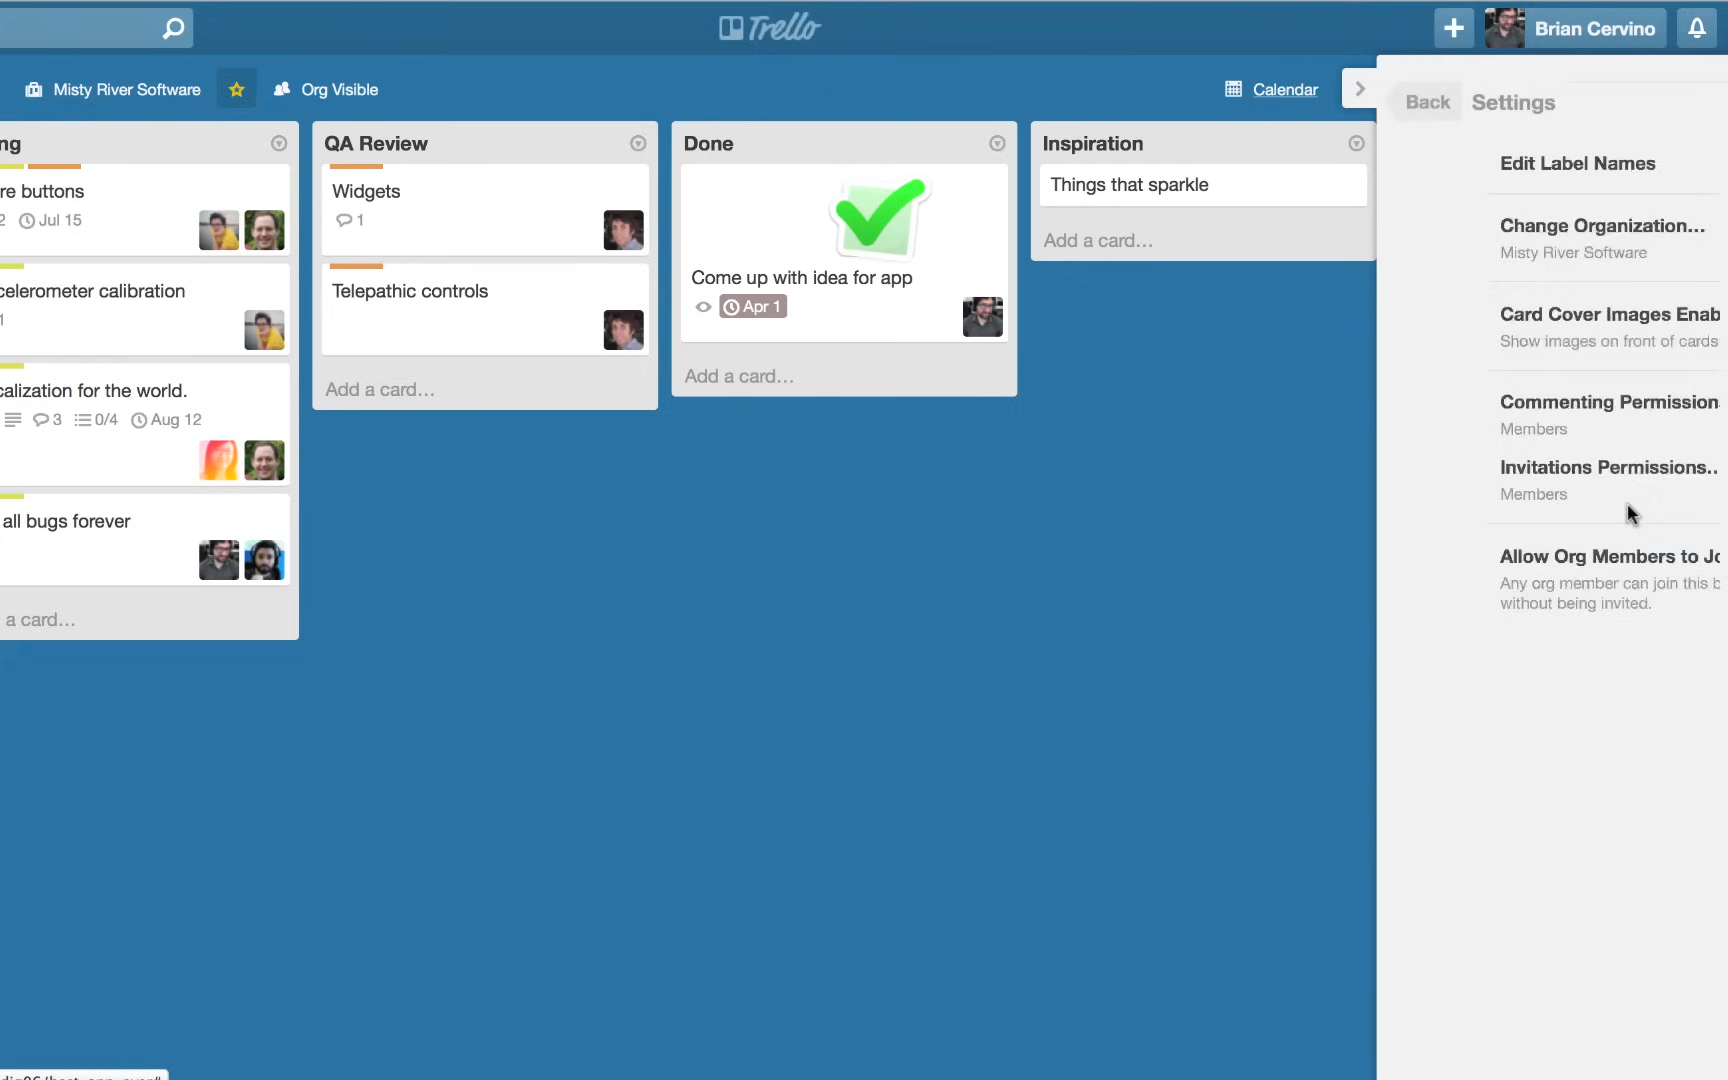 Trello
Brian Cervino
Misty River Software
Org Visible
Calendar
Back
Settings
ng
re buttons
2
Jul 15
celerometer calibration
1
calization for the world.
3
0/4
Aug 12
all bugs forever
a card…
QA Review
Widgets
1
Telepathic controls
Add a card…
Done
Come up with idea for app
Apr 1
Add a card…
Inspiration
Things that sparkle
Add a card…
Edit Label Names
Change Organization…
Misty River Software
Card Cover Images Enab
Show images on front of cards
Commenting Permission
Members
Invitations Permissions..
Members
Allow Org Members to Jo
Any org member can join this b
without being invited.